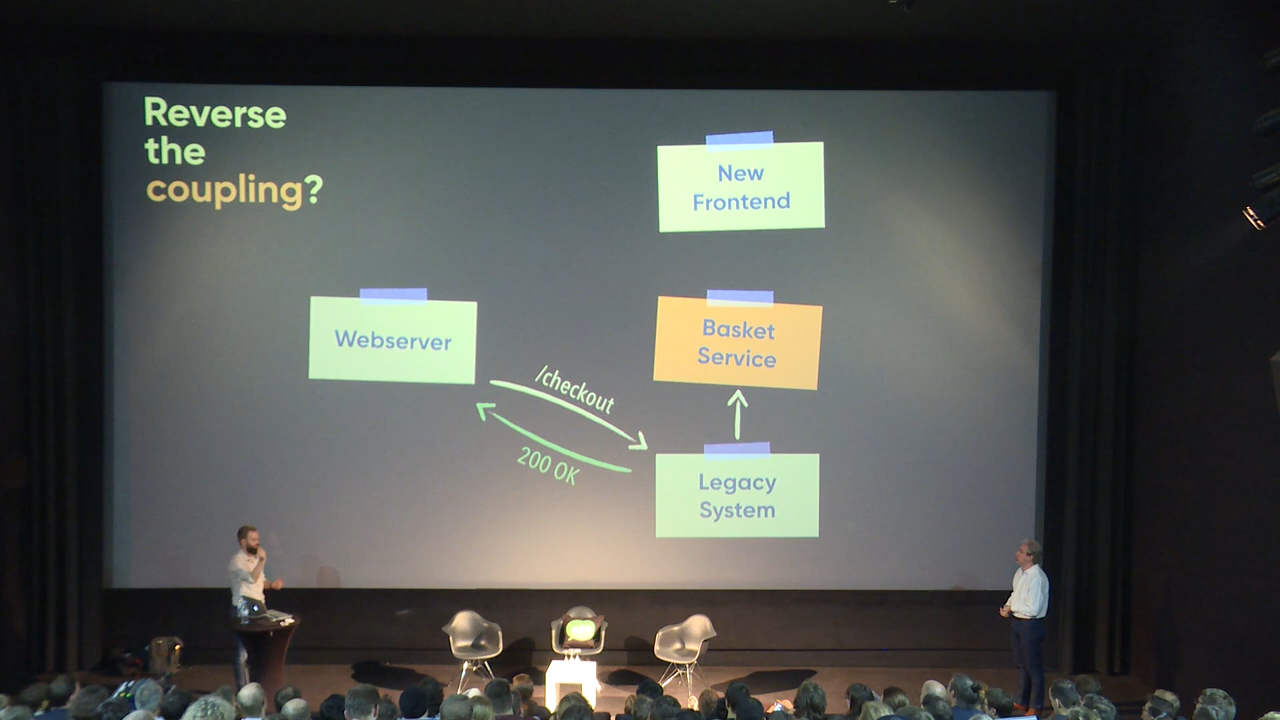 Reverse
the
coupling?
New
Frontend
Webserver
Basket
Service
/checkout
200 OK
Legacy
System